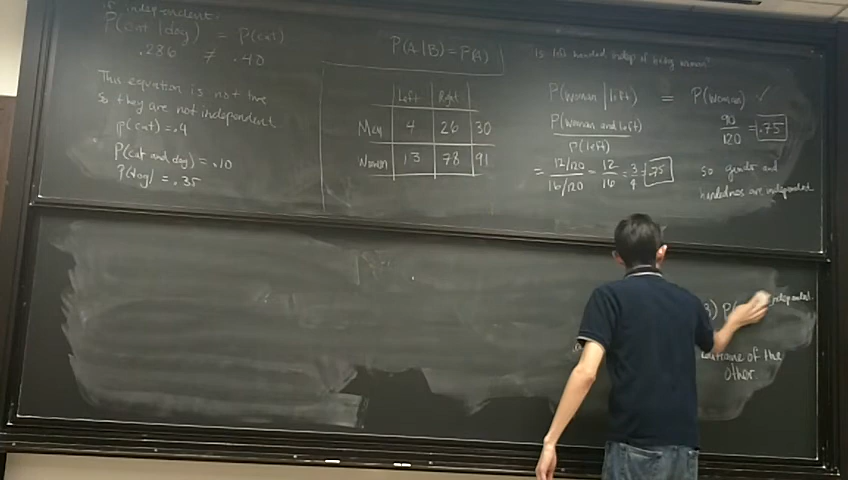 if independent:
P(cat | dog) = P(cat)
.286 ≠ .40
This equation is not true
so they are not independent
P(cat) = .4
P(cat and dog) = .10
P(dog) = .35
P(A|B) = P(A)
Left Right
Men 4 26 30
Women 13 78 91
Is left handed indep of being woman?
P(woman | left) = P(woman) ✓
P(woman and left) / P(left)
90/120 = .75
= 12/120 / 16/120 = 12/16 = 3/4 = .75
so gender and
handedness are independent
B) P( independent
outcome of the
other.